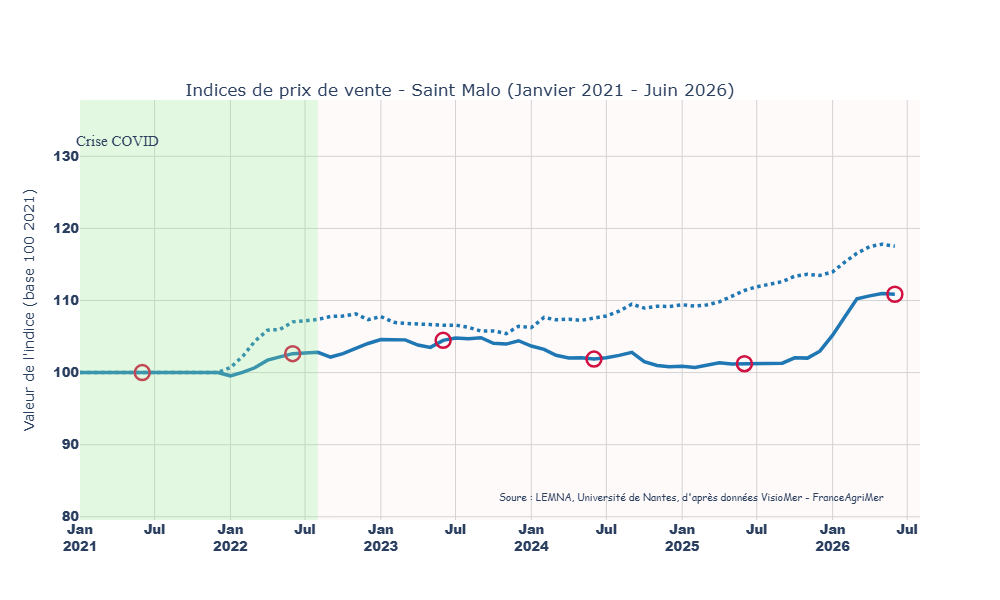 Indices de prix de vente - Saint Malo (Janvier 2021 - Juin 2026)
Crise COVID
Valeur de l'indice (base 100 2021)
130
120
110
100
90
80
Soure : LEMNA, Université de Nantes, d'après données VisioMer - FranceAgriMer
Jan Jul Jan Jul Jan Jul Jan Jul Jan Jul Jan Jul
2021 2022 2023 2024 2025 2026